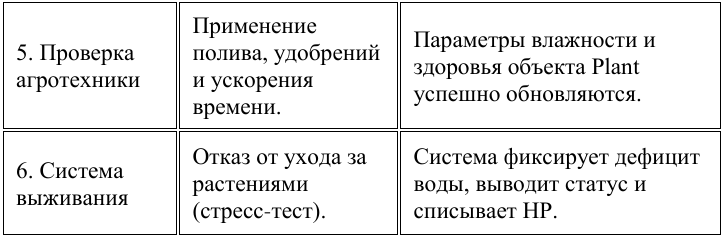 5. Проверка
агротехники
Применение
полива, удобрений
и ускорения
времени.
Параметры влажности и
здоровья объекта Plant
успешно обновляются.
6. Система
выживания
Отказ от ухода за
растениями
(стресс-тест).
Система фиксирует дефицит
воды, выводит статус и
списывает HP.